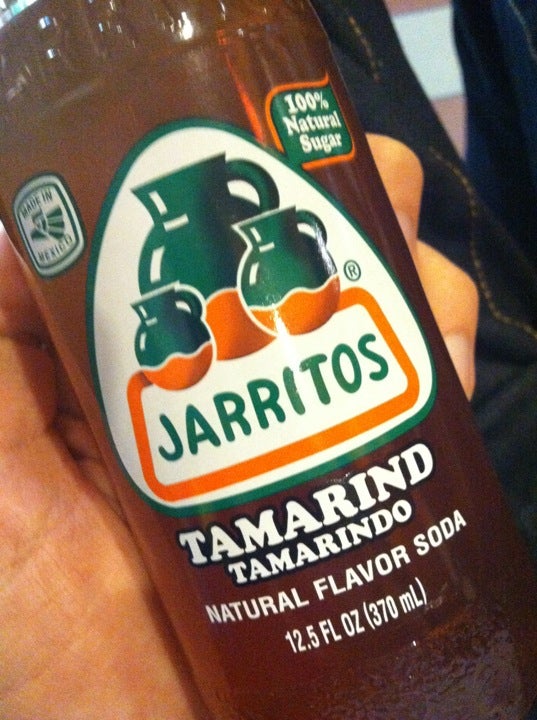 100%
Natural
Sugar
MADE IN
MEXICO
®
JARRITOS
TAMARIND
TAMARINDO
NATURAL FLAVOR SODA
12.5 FL OZ (370 mL)